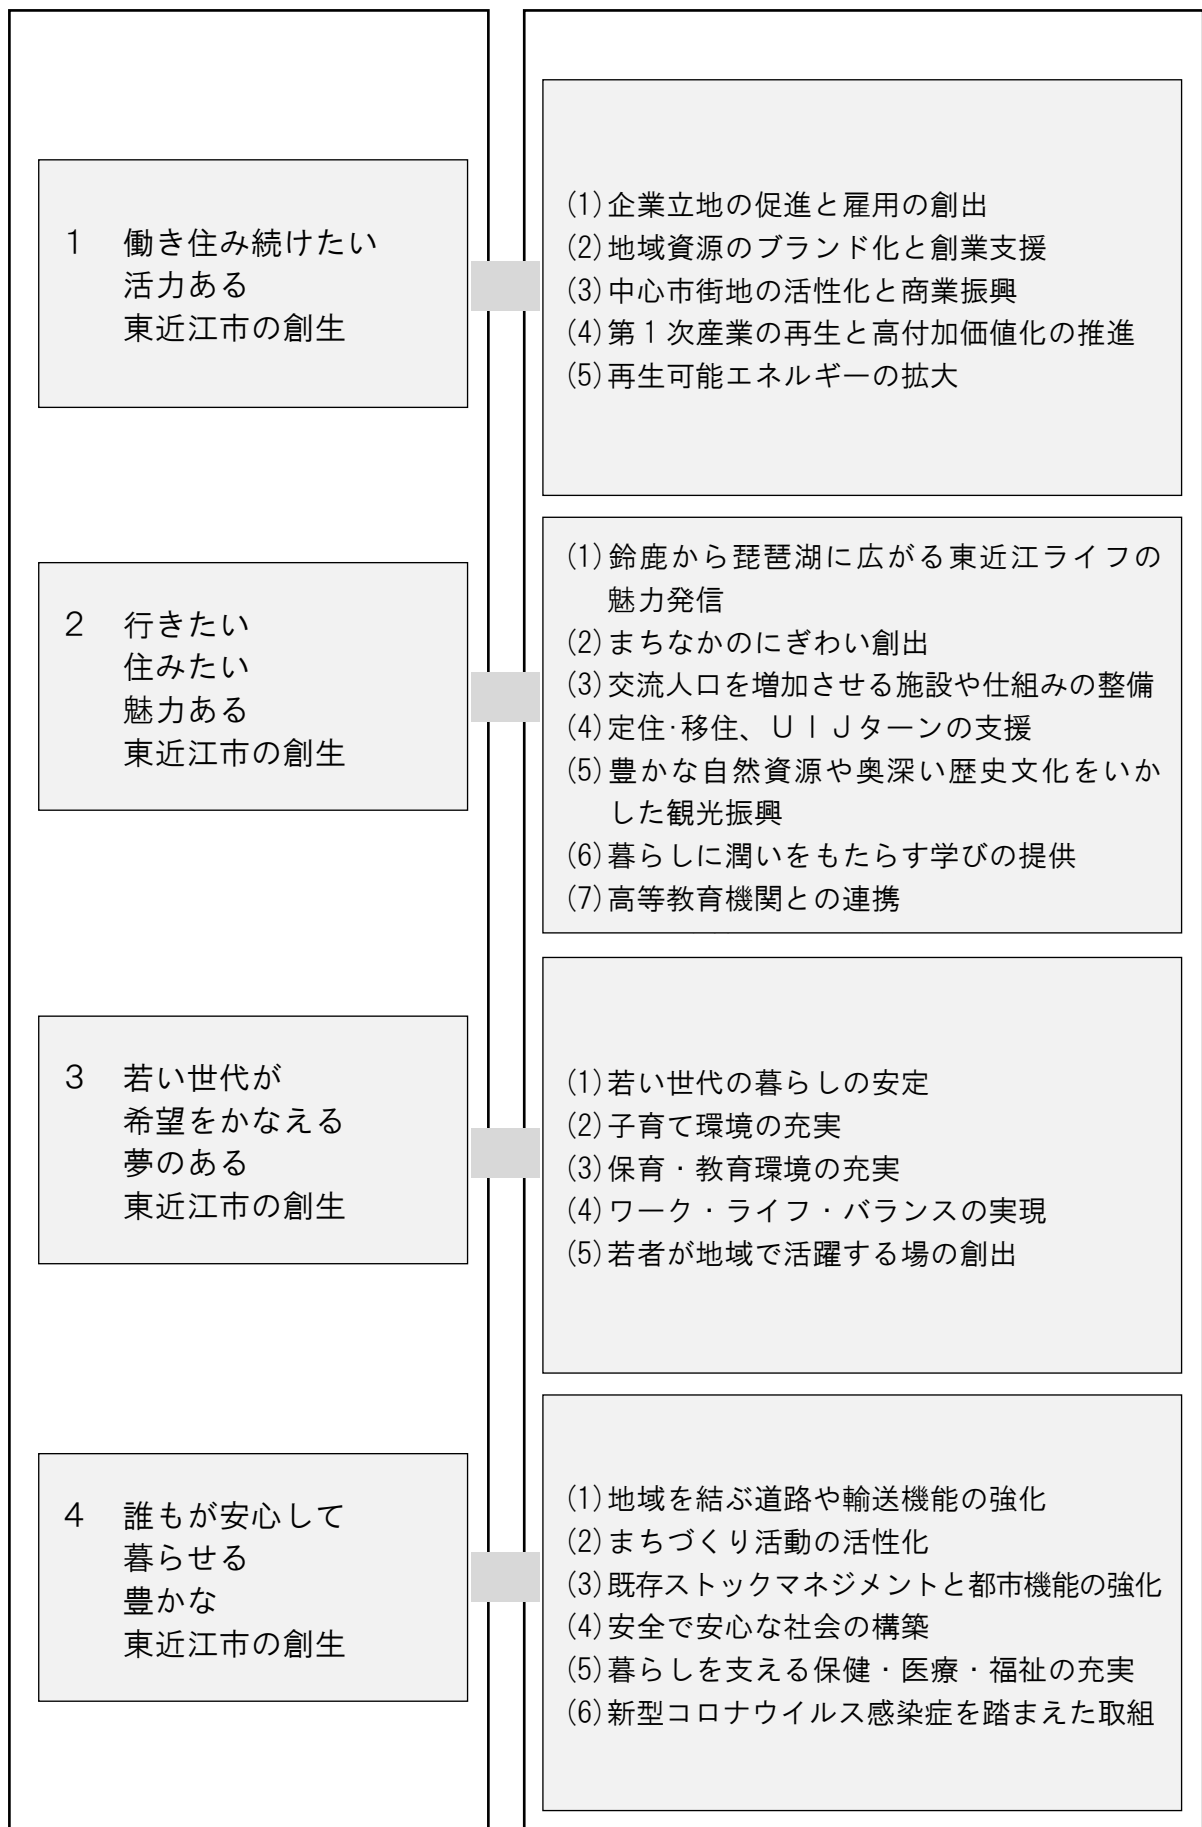 1 働き住み続けたい
活力ある
東近江市の創生
(1)企業立地の促進と雇用の創出
(2)地域資源のブランド化と創業支援
(3)中心市街地の活性化と商業振興
(4)第1次産業の再生と高付加価値化の推進
(5)再生可能エネルギーの拡大
2 行きたい
住みたい
魅力ある
東近江市の創生
(1)鈴鹿から琵琶湖に広がる東近江ライフの
魅力発信
(2)まちなかのにぎわい創出
(3)交流人口を増加させる施設や仕組みの整備
(4)定住･移住、UIJターンの支援
(5)豊かな自然資源や奥深い歴史文化をいか
した観光振興
(6)暮らしに潤いをもたらす学びの提供
(7)高等教育機関との連携
3 若い世代が
希望をかなえる
夢のある
東近江市の創生
(1)若い世代の暮らしの安定
(2)子育て環境の充実
(3)保育・教育環境の充実
(4)ワーク・ライフ・バランスの実現
(5)若者が地域で活躍する場の創出
4 誰もが安心して
暮らせる
豊かな
東近江市の創生
(1)地域を結ぶ道路や輸送機能の強化
(2)まちづくり活動の活性化
(3)既存ストックマネジメントと都市機能の強化
(4)安全で安心な社会の構築
(5)暮らしを支える保健・医療・福祉の充実
(6)新型コロナウイルス感染症を踏まえた取組